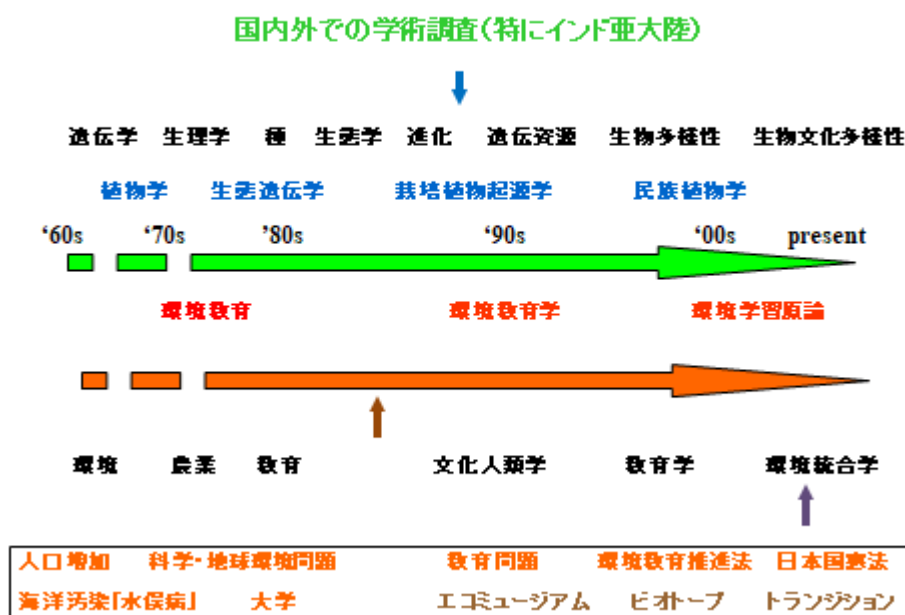 国内外での学術調査(特にインド亜大陸)
遺伝学 生理学 種 生態学 進化 遺伝資源 生物多様性 生物文化多様性
植物学 生態遺伝学 栽培植物起源学 民族植物学
‘60s ‘70s ‘80s ‘90s ‘00s present
環境教育 環境教育学 環境学習原論
環境 農業 教育 文化人類学 教育学 環境統合学
人口増加 科学・地球環境問題 教育問題 環境教育推進法 日本国憲法
海洋汚染「水俣病」 大学 エコミュージアム ビオトープ トランジション